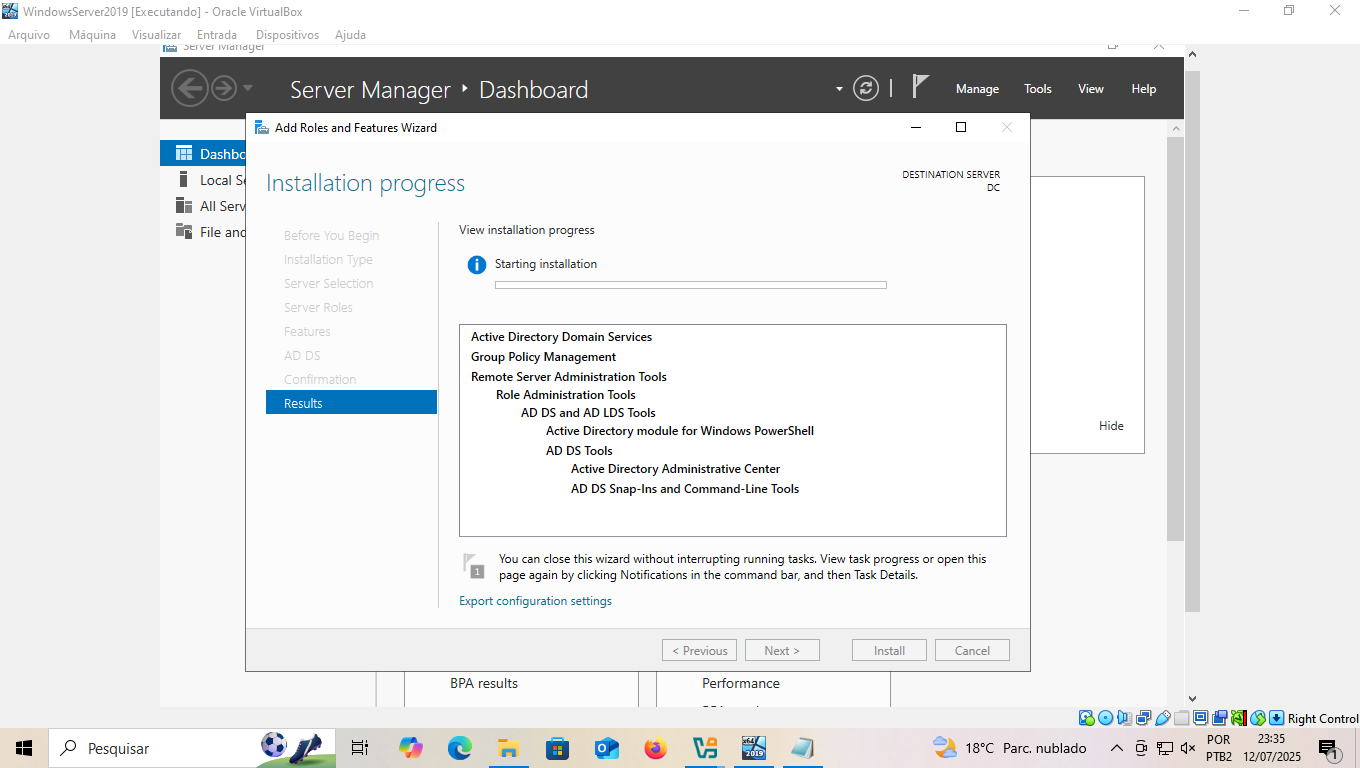 WindowsServer2019 [Executando] - Oracle VirtualBox
Arquivo Máquina Visualizar Entrada Dispositivos Ajuda
Server Manager
Server Manager Dashboard
Manage Tools View Help
Add Roles and Features Wizard
Dashbo
Local Se
All Serv
File and
Installation progress
DESTINATION SERVER
DC
Before You Begin
Installation Type
Server Selection
Server Roles
Features
AD DS
Confirmation
Results
View installation progress
Starting installation
Active Directory Domain Services
Group Policy Management
Remote Server Administration Tools
Role Administration Tools
AD DS and AD LDS Tools
Active Directory module for Windows PowerShell
AD DS Tools
Active Directory Administrative Center
AD DS Snap-Ins and Command-Line Tools
Hide
1
You can close this wizard without interrupting running tasks. View task progress or open this
page again by clicking Notifications in the command bar, and then Task Details.
Export configuration settings
< Previous Next > Install Cancel
BPA results
Performance
Right Control
Pesquisar
x64
2019
18°C Parc. nublado
POR
PTB2
23:35
12/07/2025
1